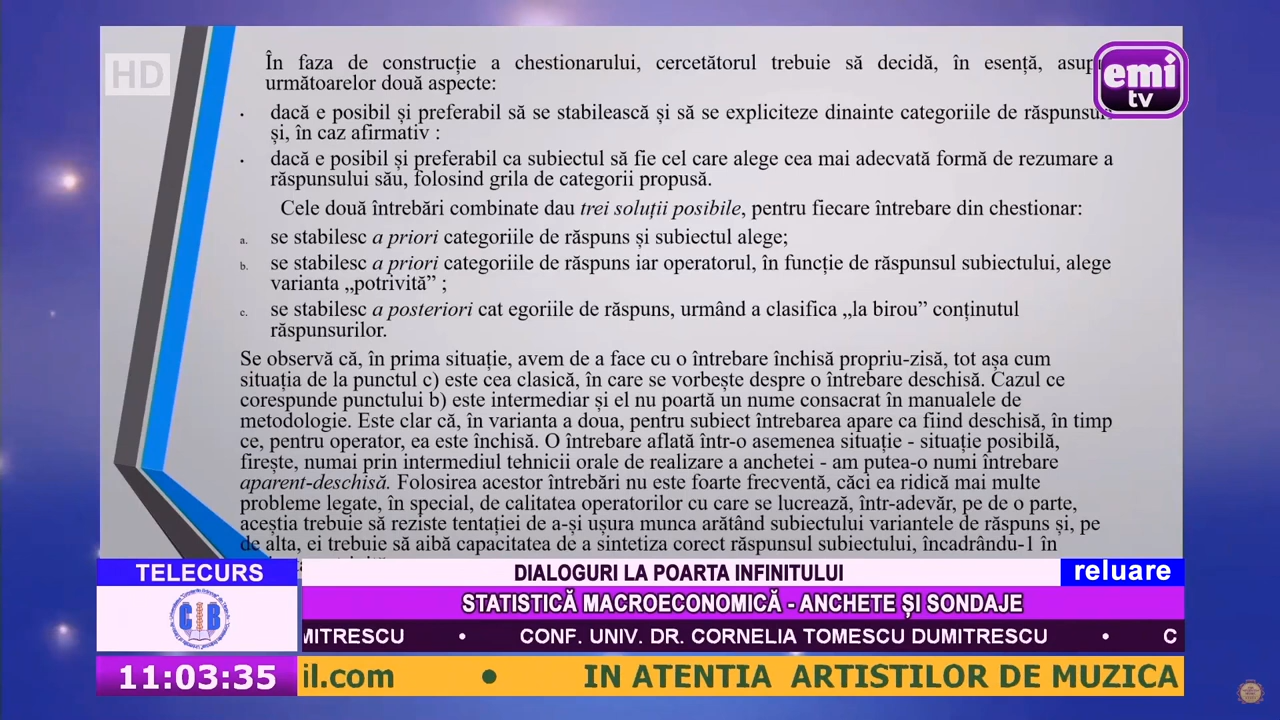 HD
emi
tv
În faza de construcție a chestionarului, cercetătorul trebuie să decidă, în esență,
următoarelor două aspecte:
• dacă e posibil și preferabil să se stabilească și să se expliciteze dinainte categoriile de
și, în caz afirmativ :
• dacă e posibil și preferabil ca subiectul să fie cel care alege cea mai adecvată formă de rezumare a
răspunsului său, folosind grila de categorii propusă.
Cele două întrebări combinate dau trei soluții posibile, pentru fiecare întrebare din chestionar:
a. se stabilesc a priori categoriile de răspuns și subiectul alege;
b. se stabilesc a priori categoriile de răspuns iar operatorul, în funcție de răspunsul subiectului, alege
varianta „potrivită” ;
c. se stabilesc a posteriori cat egoriile de răspuns, urmând a clasifica „la birou” conținutul
răspunsurilor.
Se observă că, în prima situație, avem de a face cu o întrebare închisă propriu-zisă, tot așa cum
situația de la punctul c) este cea clasică, în care se vorbește despre o întrebare deschisă. Cazul ce
corespunde punctului b) este intermediar și el nu poartă un nume consacrat în manualele de
metodologie. Este clar că, în varianta a doua, pentru subiect întrebarea apare ca fiind deschisă, în timp
ce, pentru operator, ea este închisă. O întrebare aflată într-o asemenea situație - situație posibilă,
firește, numai prin intermediul tehnicii orale de realizare a anchetei - am putea-o numi întrebare
aparent-deschisă. Folosirea acestor întrebări nu este foarte frecventă, căci ea ridică mai multe
probleme legate, în special, de calitatea operatorilor cu care se lucrează, într-adevăr, pe de o parte,
aceștia trebuie să reziste tentației de a-și ușura munca arătând subiectului variantele de răspuns și, pe
de alta, ei trebuie să aibă capacitatea de a sintetiza corect răspunsul subiectului, încadrându-1 în
TELECURS
DIALOGURI LA POARTA INFINITULUI
reluare
CIB
STATISTICĂ MACROECONOMICĂ - ANCHETE ȘI SONDAJE
MITRESCU • CONF. UNIV. DR. CORNELIA TOMESCU DUMITRESCU • C
11:03:35
il.com • IN ATENTIA ARTISTILOR DE MUZICA